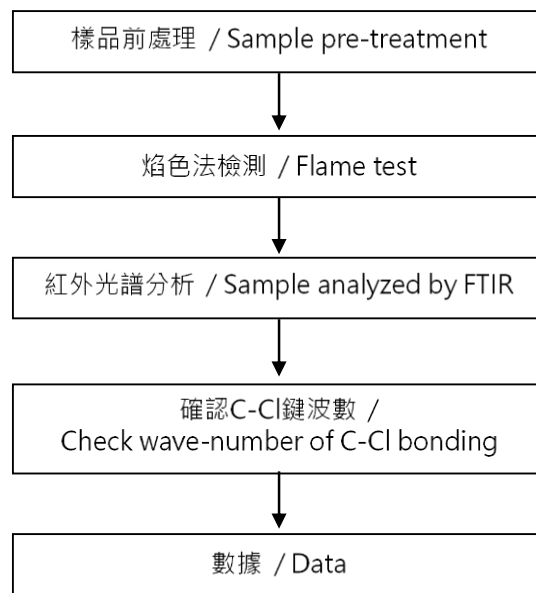 樣品前處理 / Sample pre-treatment
焰色法檢測 / Flame test
紅外光譜分析 / Sample analyzed by FTIR
確認C-Cl鍵波數 /
Check wave-number of C-Cl bonding
數據 / Data